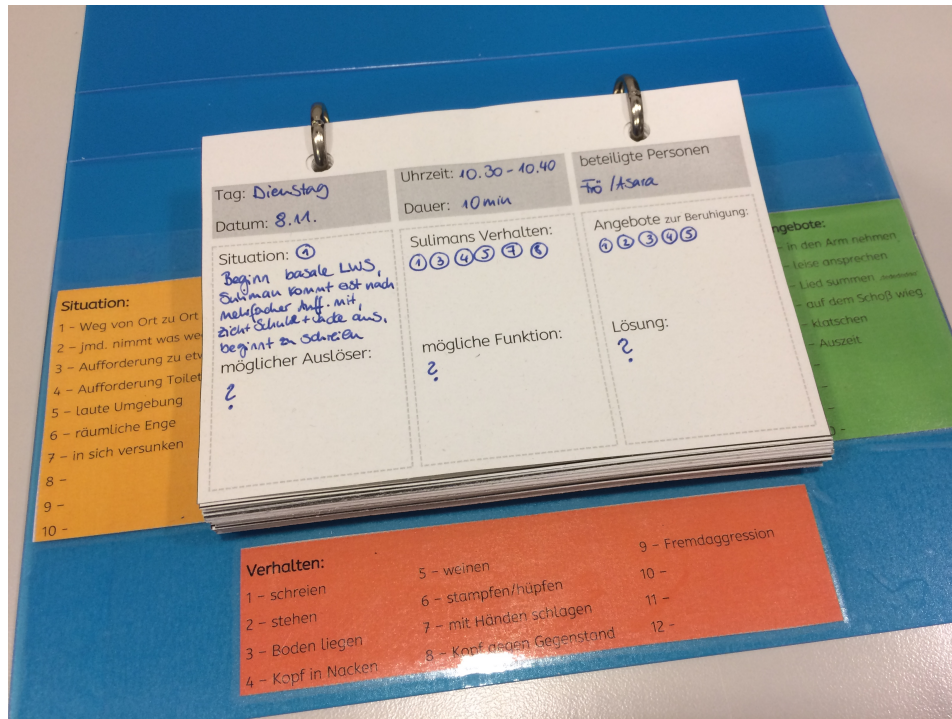 Tag: Dienstag
Datum: 8.11.
Uhrzeit: 10.30-10.40
Dauer: 10 min
beteiligte Personen
Frö /Asara
Situation: ①
Beginn basale LWS,
Suliman kommt erst nach
mehrfacher Auff. mit,
zieht Schuhe + Jacke aus,
beginnt zu schreien
möglicher Auslöser:
?
Sulimans Verhalten:
① ③ ④ ⑤ ⑦ ⑧
mögliche Funktion:
?
Angebote zur Beruhigung:
① ② ③ ④ ⑤
Lösung:
?
Situation:
1 - Weg von Ort zu Ort
2 - jmd. nimmt was we
3 - Aufforderung zu etw
4 - Aufforderung Toilet
5 - laute Umgebung
6 - räumliche Enge
7 - in sich versunken
8 -
9 -
10 -
ngebote:
- in den Arm nehmen
- leise ansprechen
- Lied summen
- auf dem Schoß wieg.
- klatschen
- Auszeit
Verhalten:
1 - schreien
2 - stehen
3 - Boden liegen
4 - Kopf in Nacken
5 - weinen
6 - stampfen/hüpfen
7 - mit Händen schlagen
8 - Kopf gegen Gegenstand
9 - Fremdaggression
10 -
11 -
12 -